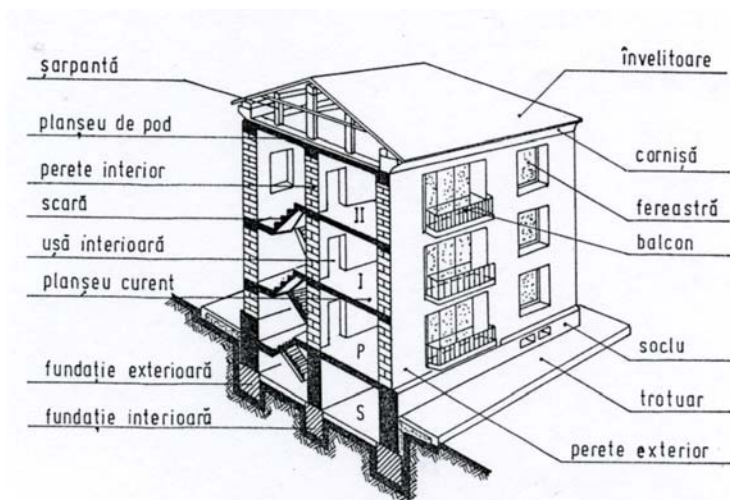 șarpantă
planșeu de pod
perete interior
scară
ușă interioară
planșeu curent
fundație exterioară
fundație interioară
învelitoare
cornișă
fereastră
balcon
soclu
trotuar
perete exterior
II
I
P
S